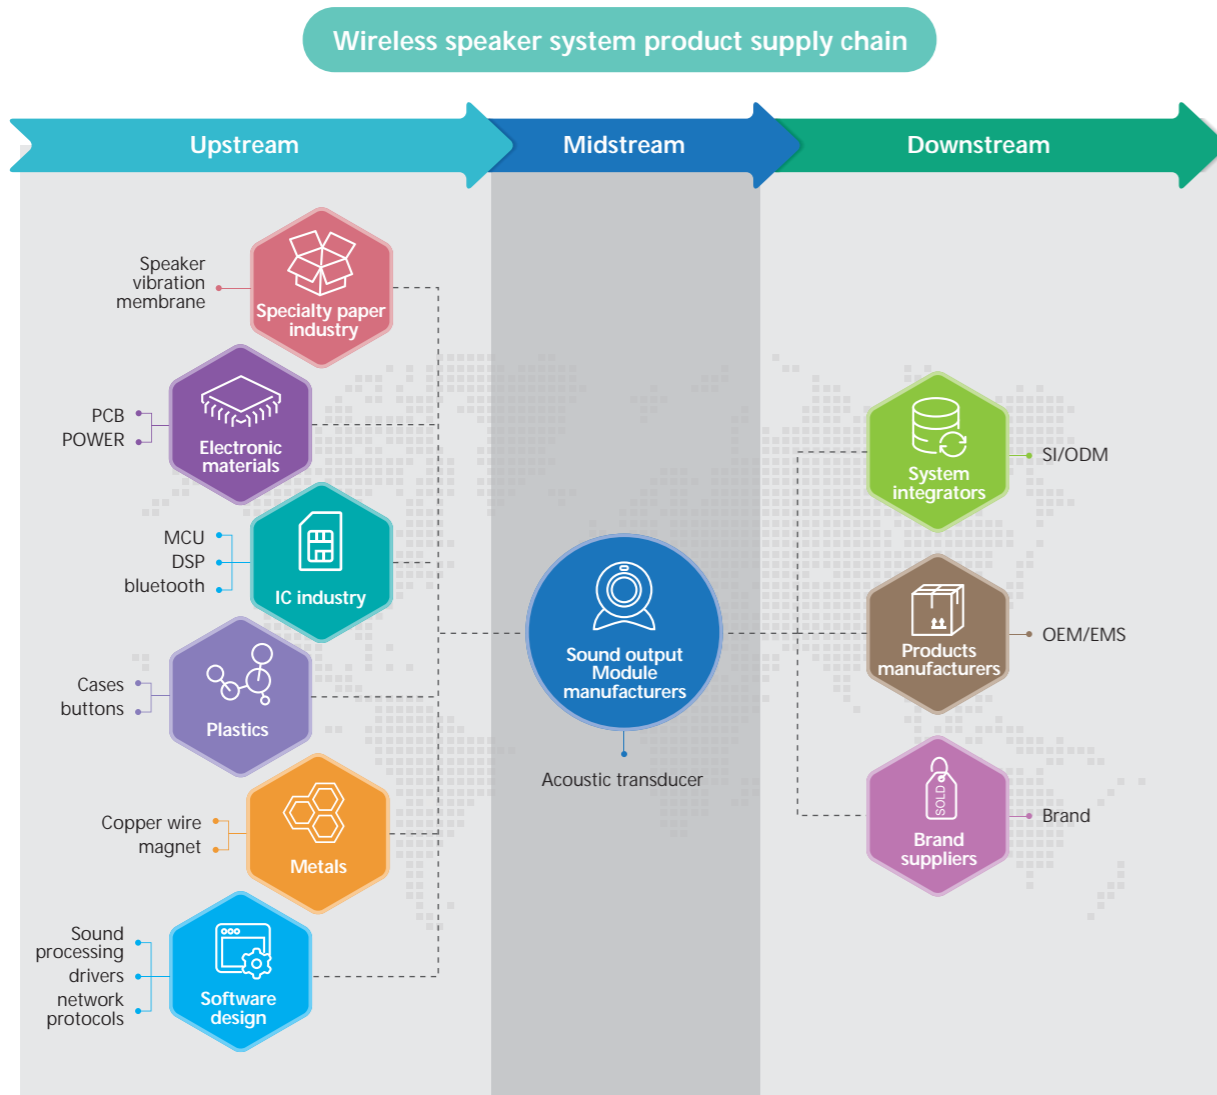 Wireless speaker system product supply chain
Upstream
Midstream
Downstream
Speaker
vibration
membrane
Specialty paper
industry
PCB
POWER
Electronic
materials
MCU
DSP
bluetooth
IC industry
Cases
buttons
Plastics
Copper wire
magnet
Metals
Sound
processing
drivers
network
protocols
Software
design
Sound output
Module
manufacturers
Acoustic transducer
System
integrators
SI/ODM
Products
manufacturers
OEM/EMS
SOLD
Brand
suppliers
Brand